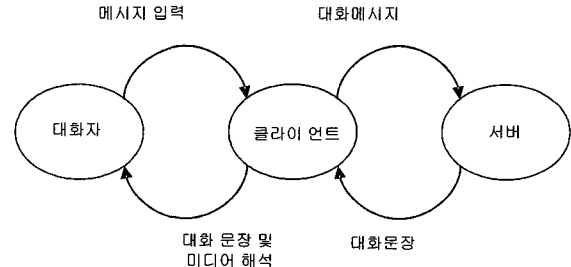 메시지 입력
대화메시지
대화자
클라이언트
서버
대화 문장 및
미디어 해석
대화문장